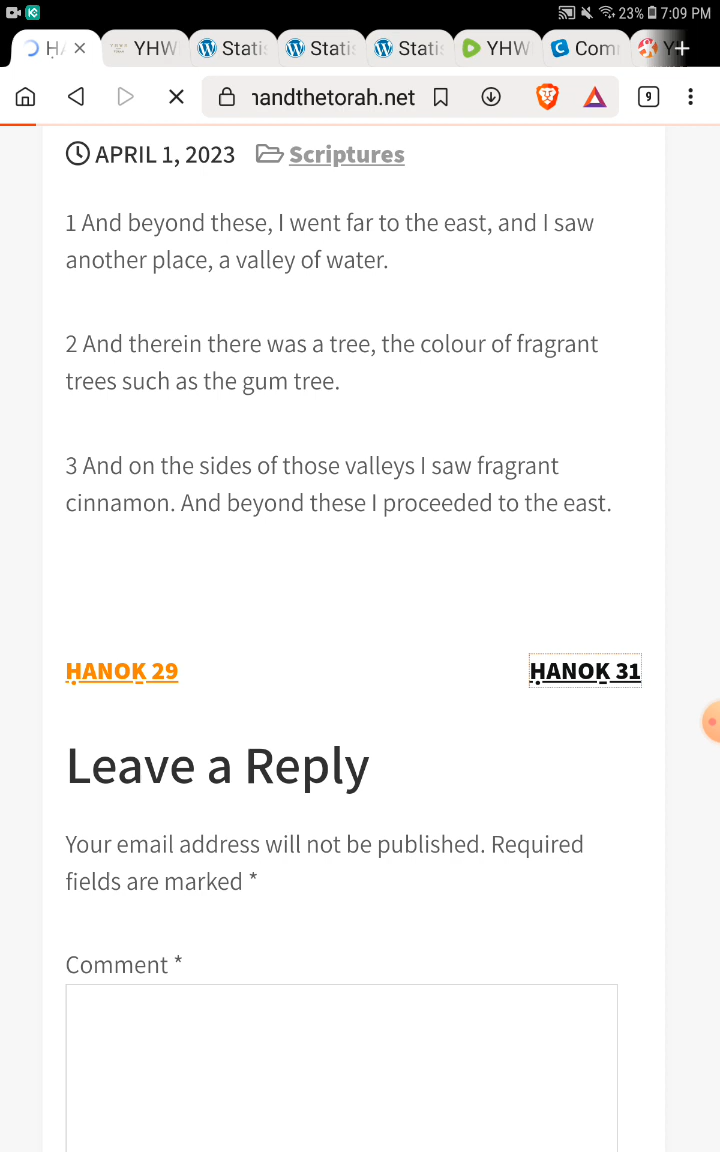 23% 7:09 PM
YHW Stati Stati Stati YHW Com
handthetorah.net 9
APRIL 1, 2023 Scriptures
1 And beyond these, I went far to the east, and I saw
another place, a valley of water.
2 And therein there was a tree, the colour of fragrant
trees such as the gum tree.
3 And on the sides of those valleys I saw fragrant
cinnamon. And beyond these I proceeded to the east.
ḤANOḴ 29 ḤANOḴ 31
Leave a Reply
Your email address will not be published. Required
fields are marked *
Comment *